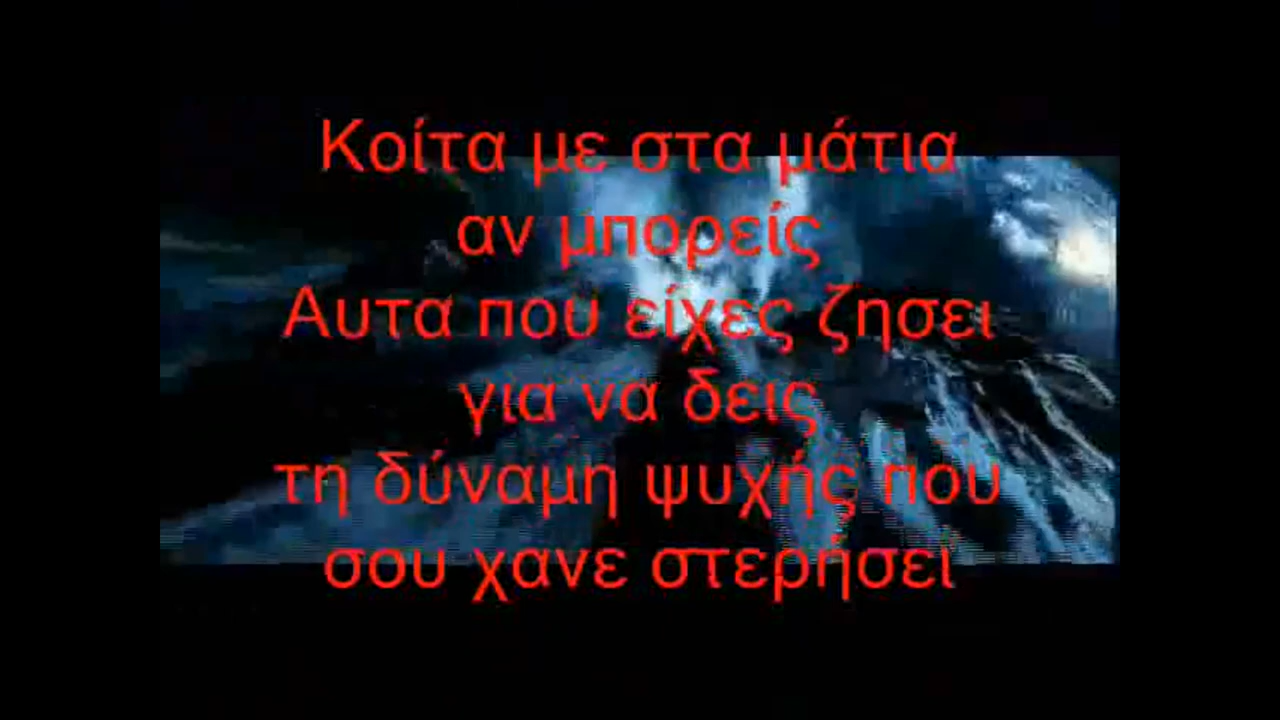 Κοίτα με στα μάτια
αν μπορείς
Αυτα που είχες ζησει
για να δεις
τη δύναμη ψυχής που
σου χανε στερήσει